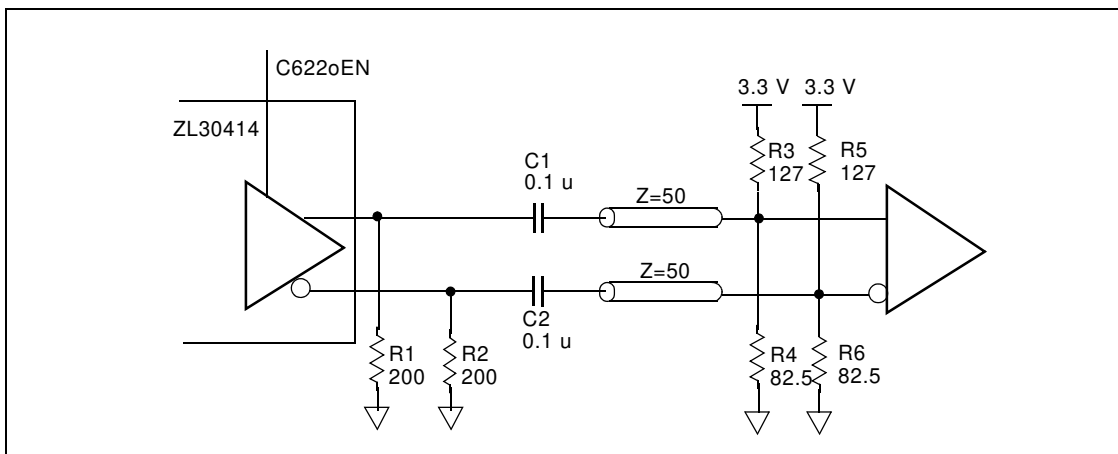 C622oEN
ZL30414
C1
0.1 u
Z=50
C2
0.1 u
Z=50
R1
200
R2
200
3.3 V
3.3 V
R3
127
R5
127
R4
82.5
R6
82.5